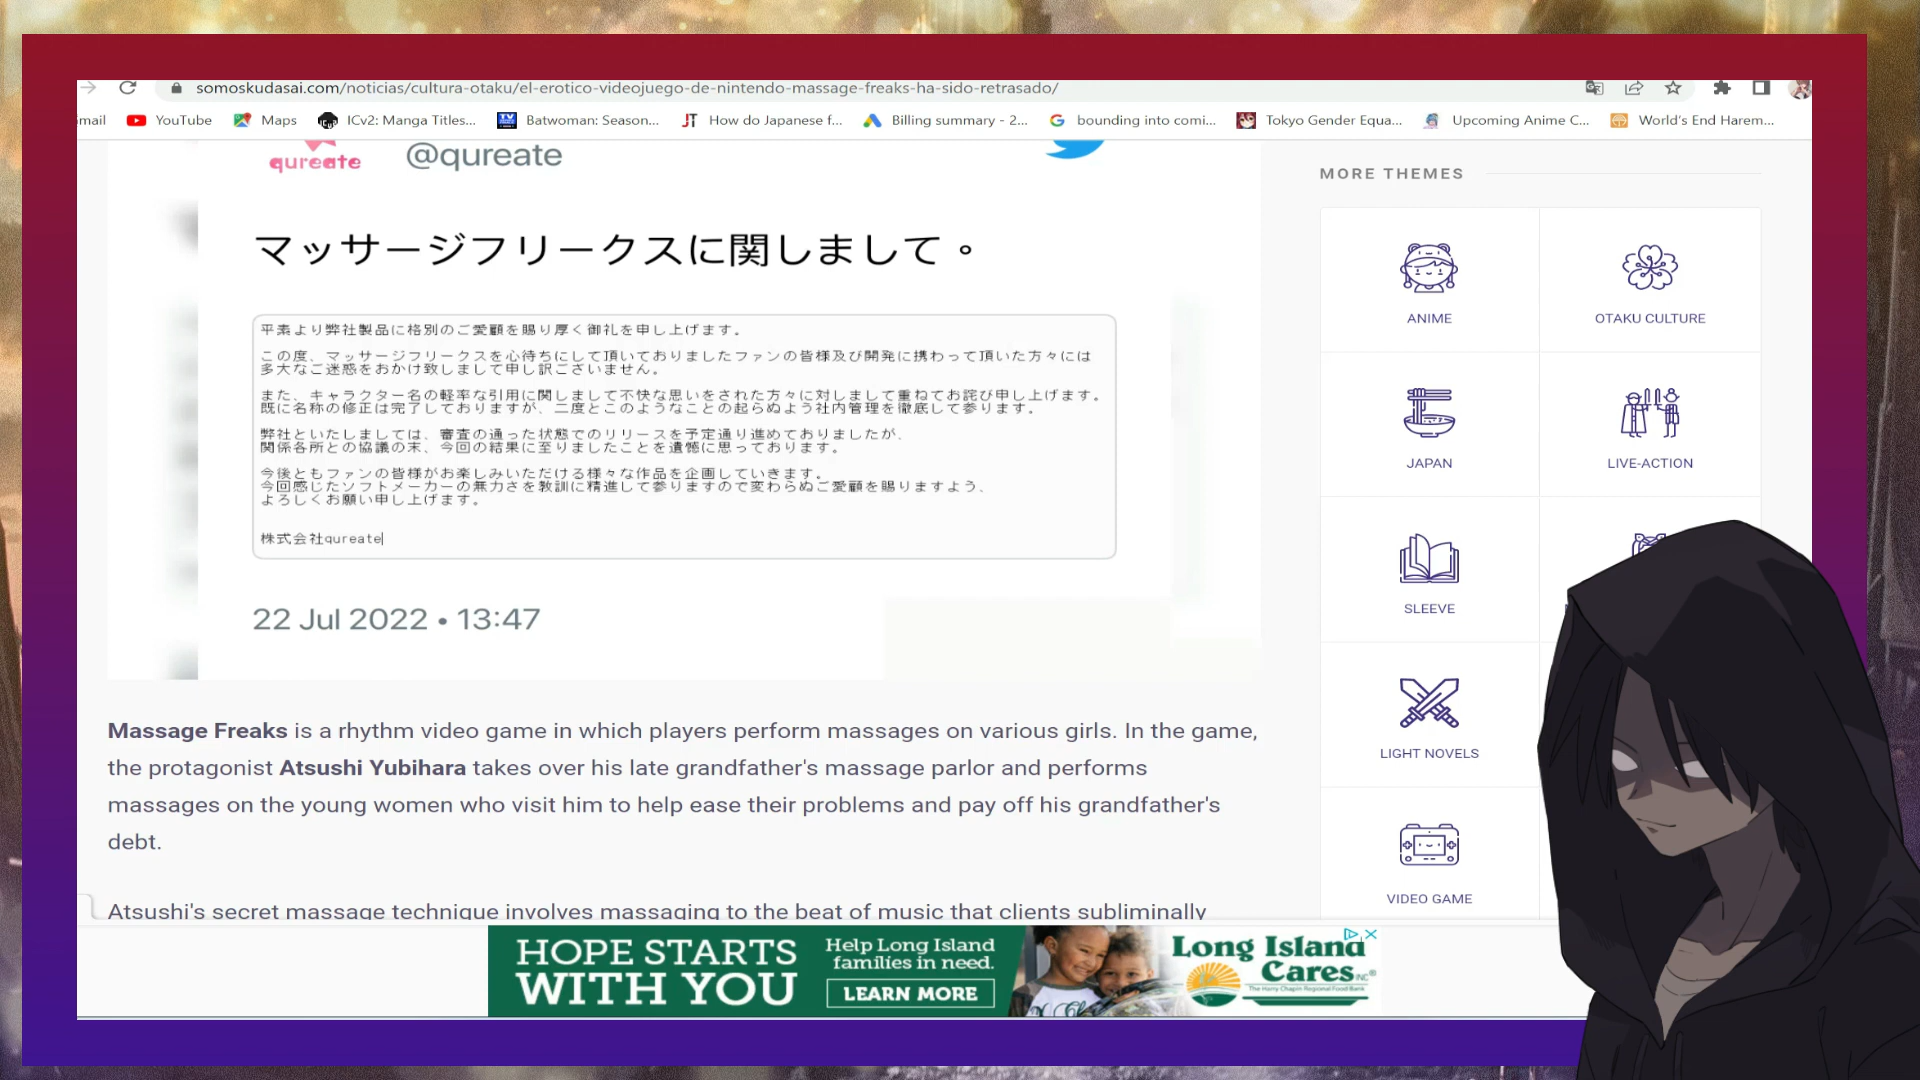 somoskudasai.com/noticias/cultura-otaku/el-erotico-videojuego-de-nintendo-massage-freaks-ha-sido-retrasado/
mail YouTube Maps ICv2: Manga Titles... Batwoman: Season... How do Japanese f... Billing summary - 2... bounding into comi... Tokyo Gender Equa... Upcoming Anime C... World's End Harem...
qureate @qureate
マッサージフリークスに関しまして。
平素より弊社製品に格別のご愛顧を賜り厚く御礼を申し上げます。
この度、マッサージフリークスを心待ちにして頂いておりましたファンの皆様及び開発に携わって頂いた方々には
多大なご迷惑をおかけ致しまして申し訳ございません。
また、キャラクター名の軽率な引用に関しまして不快な思いをされた方々に対しまして重ねてお詫び申し上げます。
既に名称の修正は完了しておりますが、二度とこのようなことの起らぬよう社内管理を徹底して参ります。
弊社といたしましては、審査の通った状態でのリリースを予定通り進めておりましたが、
関係各所との協議の末、今回の結果に至りましたことを遺憾に思っております。
今後ともファンの皆様がお楽しみいただける様々な作品を企画していきます。
今回感じたソフトメーカーの無力さを教訓に精進して参りますので変わらぬご愛顧を賜りますよう、
よろしくお願い申し上げます。
株式会社qureate
22 Jul 2022 • 13:47
Massage Freaks is a rhythm video game in which players perform massages on various girls. In the game,
the protagonist Atsushi Yubihara takes over his late grandfather's massage parlor and performs
massages on the young women who visit him to help ease their problems and pay off his grandfather's
debt.
Atsushi's secret massage technique involves massaging to the beat of music that clients subliminally
MORE THEMES
ANIME
OTAKU CULTURE
JAPAN
LIVE-ACTION
SLEEVE
LIGHT NOVELS
VIDEO GAME
HOPE STARTS
WITH YOU
Help Long Island
families in need.
LEARN MORE
Long Island
Cares INC
The Harry Chapin Regional Food Bank